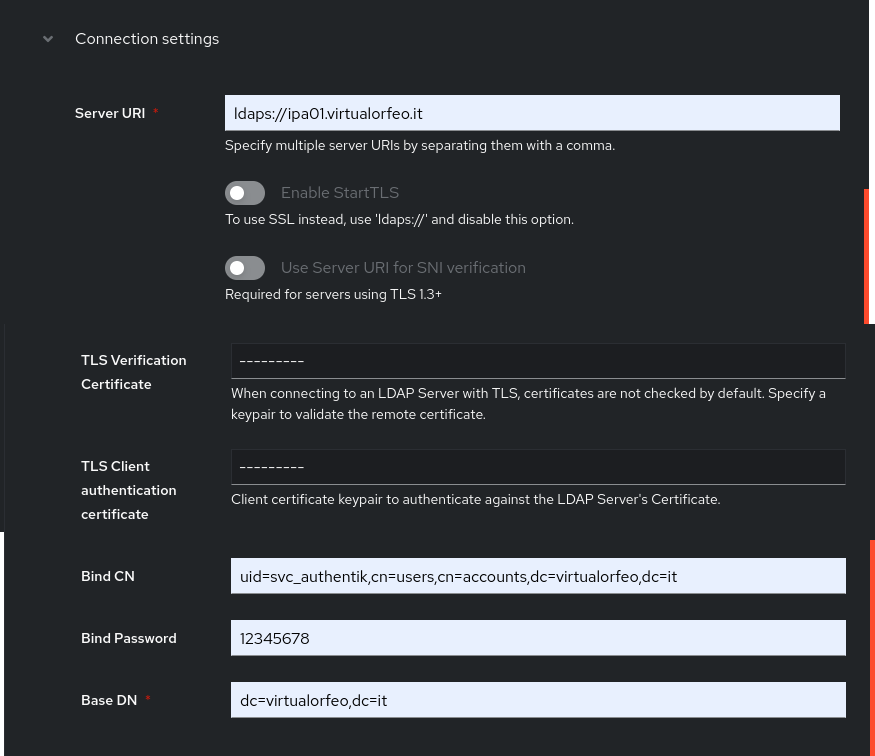 Connection settings
Server URI *
ldaps://ipa01.virtualorfeo.it
Specify multiple server URIs by separating them with a comma.
Enable StartTLS
To use SSL instead, use 'ldaps://' and disable this option.
Use Server URI for SNI verification
Required for servers using TLS 1.3+
TLS Verification
Certificate
---------
When connecting to an LDAP Server with TLS, certificates are not checked by default. Specify a
keypair to validate the remote certificate.
TLS Client
authentication
certificate
---------
Client certificate keypair to authenticate against the LDAP Server's Certificate.
Bind CN
uid=svc_authentik,cn=users,cn=accounts,dc=virtualorfeo,dc=it
Bind Password
12345678
Base DN *
dc=virtualorfeo,dc=it